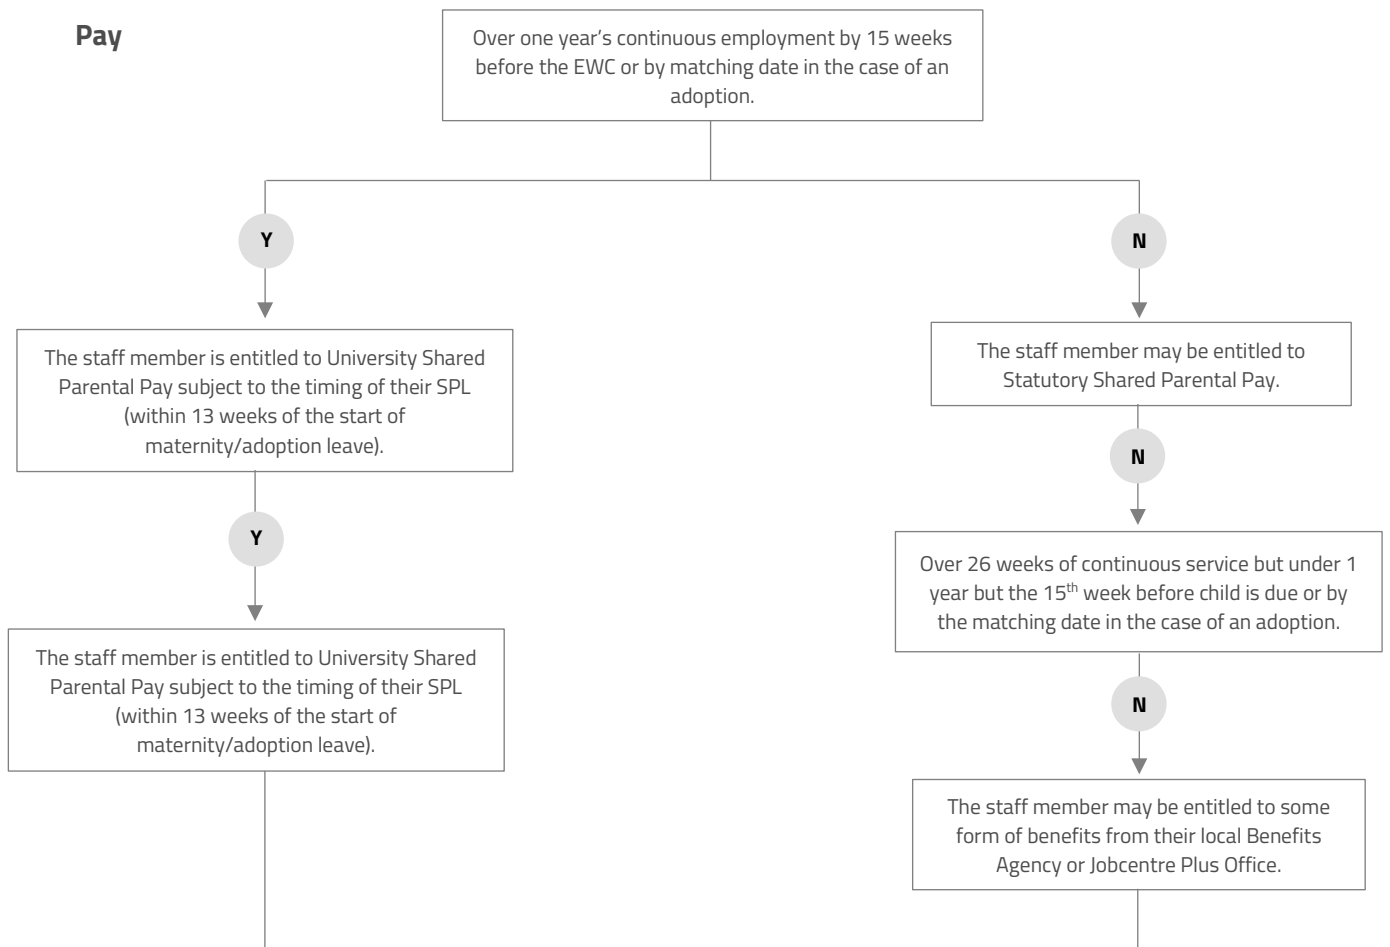 Pay
Over one year’s continuous employment by 15 weeks
before the EWC or by matching date in the case of an
adoption.
Y
N
The staff member is entitled to University Shared
Parental Pay subject to the timing of their SPL
(within 13 weeks of the start of
maternity/adoption leave).
The staff member may be entitled to
Statutory Shared Parental Pay.
N
Y
Over 26 weeks of continuous service but under 1
year but the 15th week before child is due or by
the matching date in the case of an adoption.
The staff member is entitled to University Shared
Parental Pay subject to the timing of their SPL
(within 13 weeks of the start of
maternity/adoption leave).
N
The staff member may be entitled to some
form of benefits from their local Benefits
Agency or Jobcentre Plus Office.